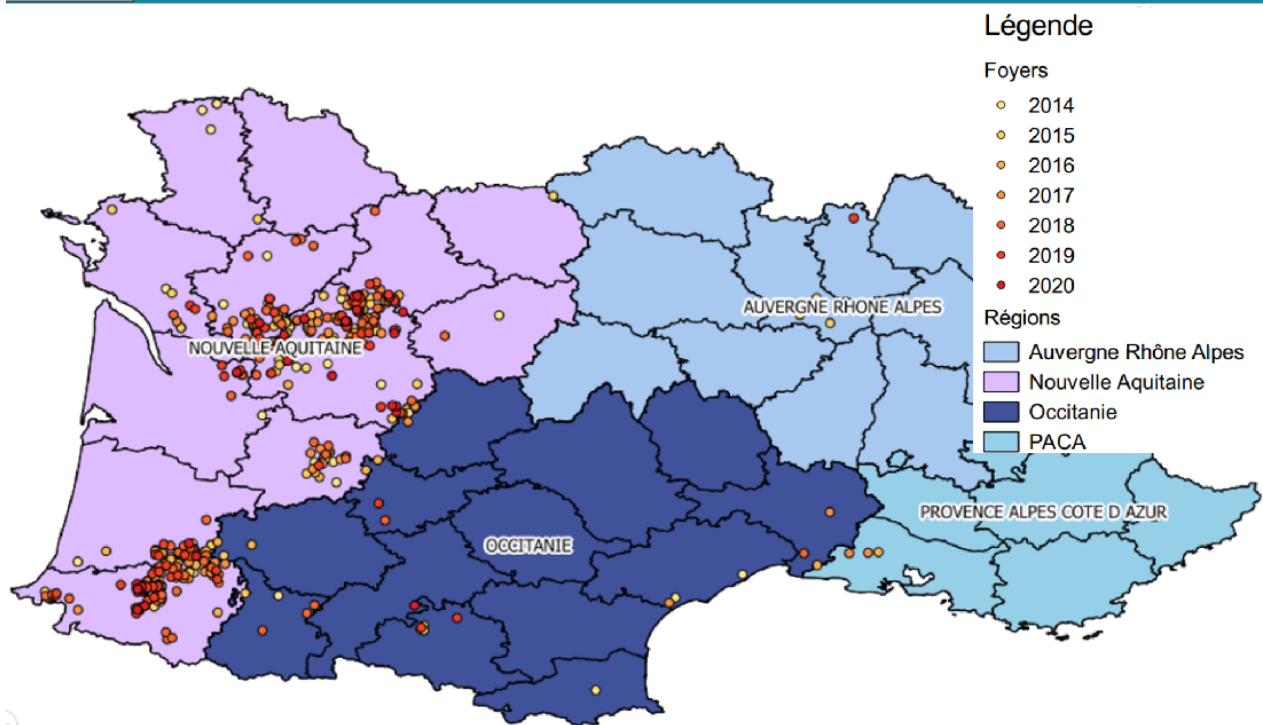 Légende
Foyers
2014
2015
2016
2017
2018
2019
2020
Régions
Auvergne Rhône Alpes
Nouvelle Aquitaine
Occitanie
PACA
AUVERGNE RHONE ALPES
NOUVELLE AQUITAINE
PROVENCE ALPES COTE D AZUR
OCCITANIE